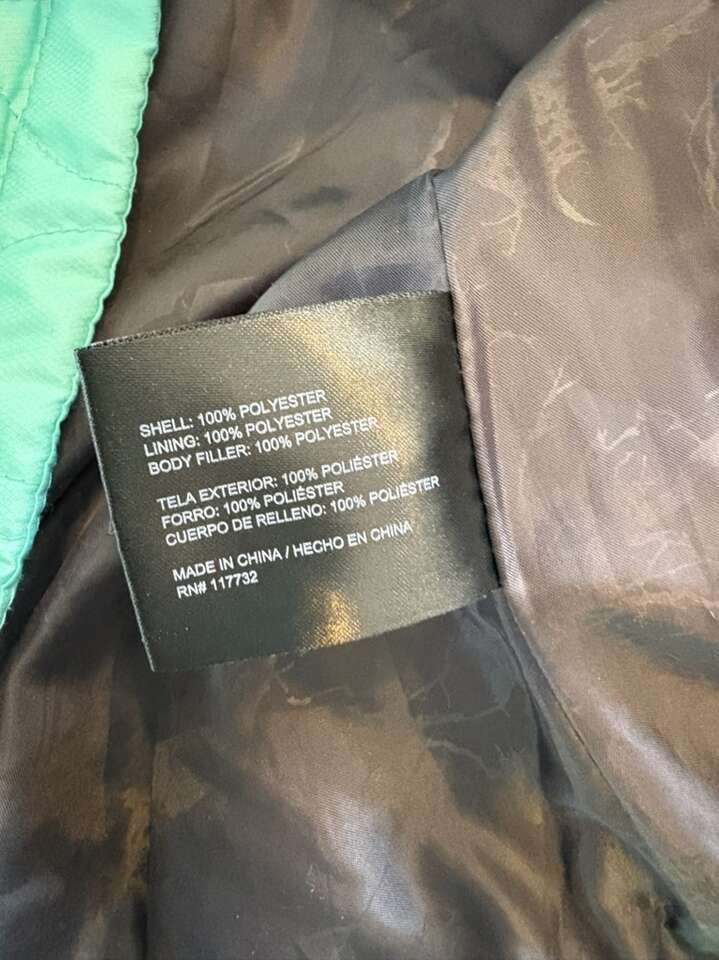 SHELL: 100% POLYESTER
LINING: 100% POLYESTER
BODY FILLER: 100% POLYESTER
TELA EXTERIOR: 100% POLIÉSTER
FORRO: 100% POLIÉSTER
CUERPO DE RELLENO: 100% POLIÉSTER
MADE IN CHINA / HECHO EN CHINA
RN# 117732